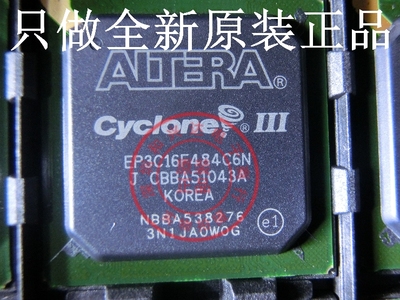 只做全新原装正品
ALTERA®
Cyclone® III
EP3C16F484C6N
J CBBA51043A
KOREA
NBBA538276
3N1JA0W0G
e1